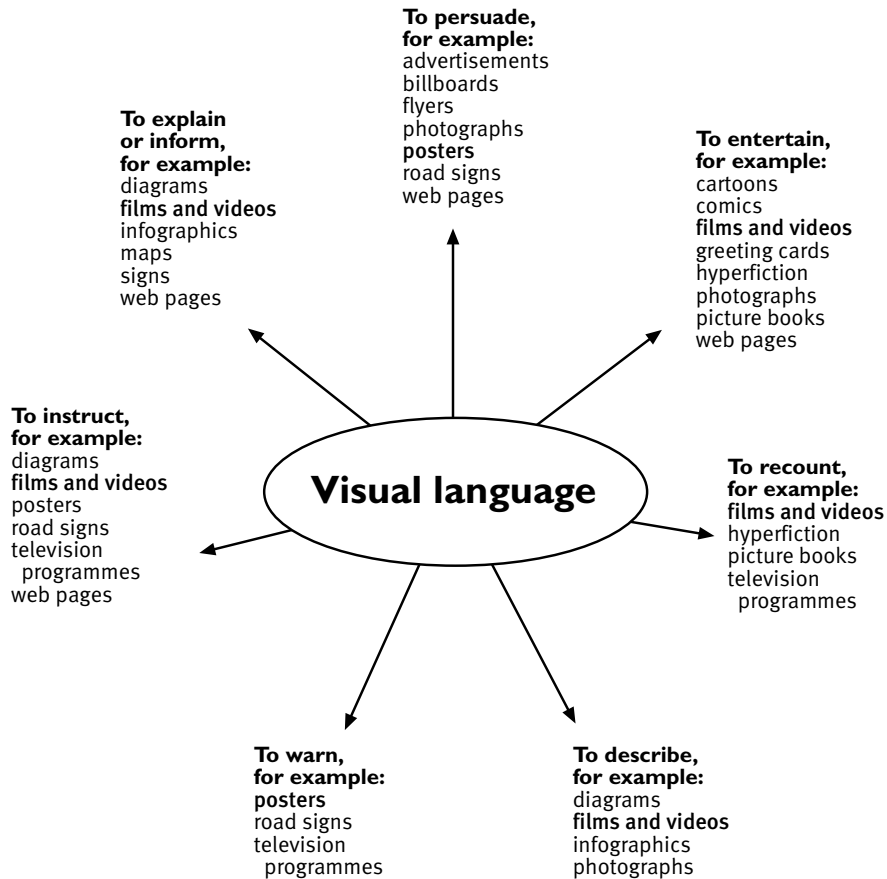 To persuade,
for example:
advertisements
billboards
flyers
photographs
posters
road signs
web pages
To explain
or inform,
for example:
diagrams
films and videos
infographics
maps
signs
web pages
To entertain,
for example:
cartoons
comics
films and videos
greeting cards
hyperfiction
photographs
picture books
web pages
To instruct,
for example:
diagrams
films and videos
posters
road signs
television
programmes
web pages
Visual language
To recount,
for example:
films and videos
hyperfiction
picture books
television
programmes
To warn,
for example:
posters
road signs
television
programmes
To describe,
for example:
diagrams
films and videos
infographics
photographs